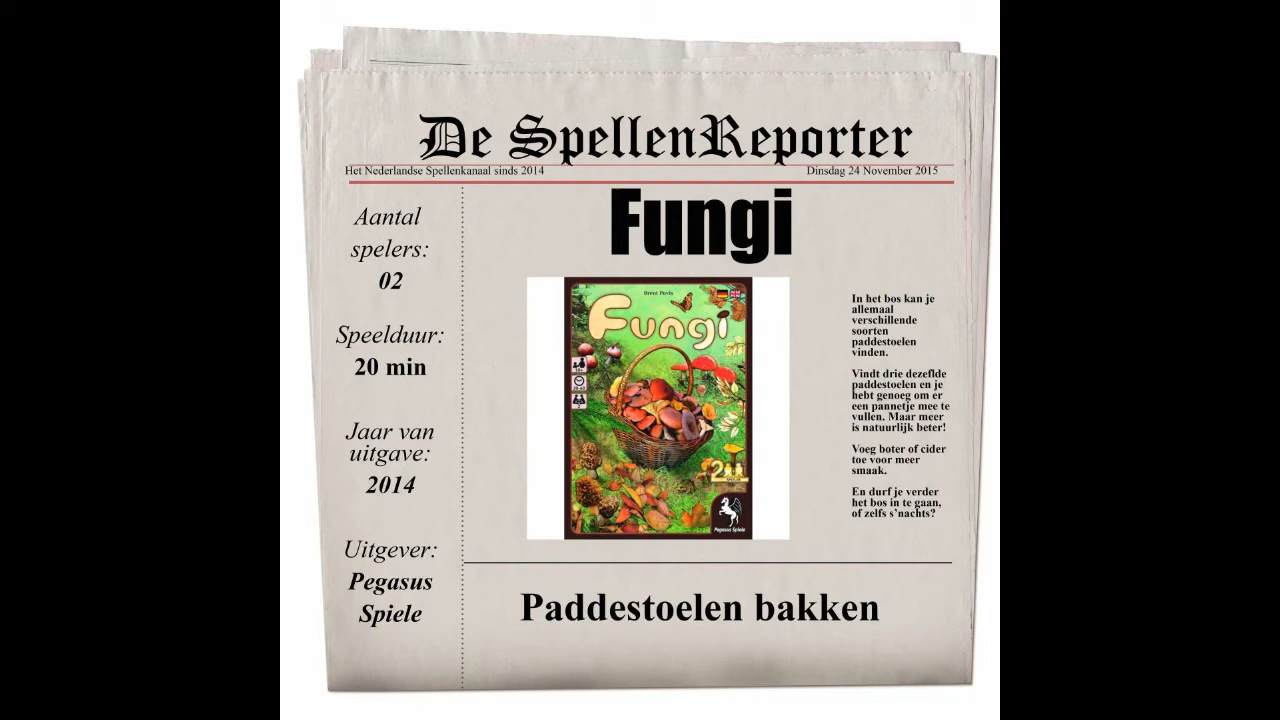 De SpellenReporter
Het Nederlandse Spellenkanaal sinds 2014
Dinsdag 24 November 2015
Fungi
Aantal
spelers:
02
Speelduur:
20 min
Jaar van
uitgave:
2014
Uitgever:
Pegasus
Spiele
Fungi
2
Pegasus Spiele
In het bos kan je
allemaal
verschillende
soorten
paddestoelen
vinden.
Vindt drie dezeflde
paddestoelen en je
hebt genoeg om er
een pannetje mee te
vullen. Maar meer
is natuurlijk beter!
Voeg boter of cider
toe voor meer
smaak.
En durf je verder
het bos in te gaan,
of zelfs s'nachts?
Paddestoelen bakken